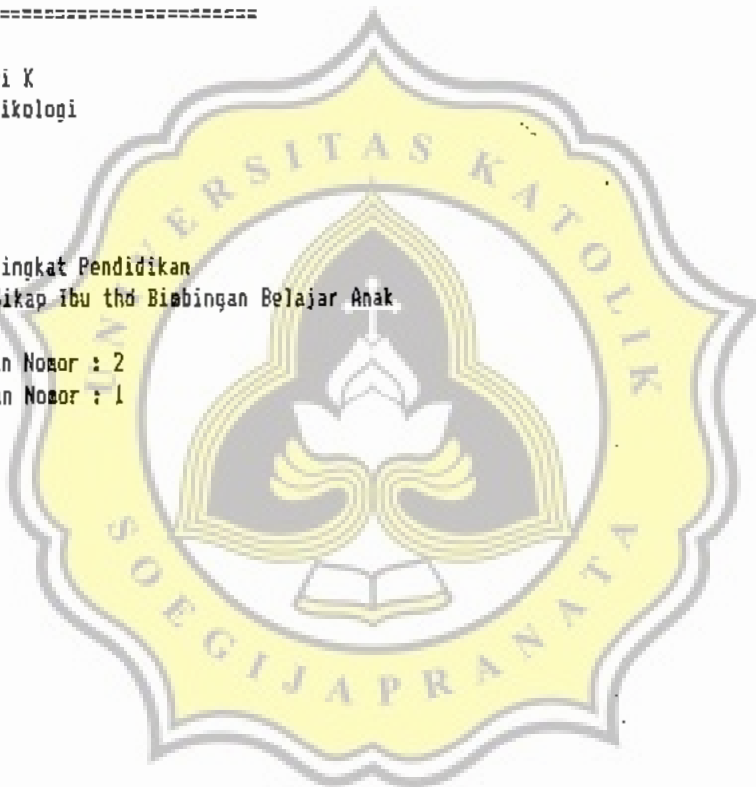 =========================
i X
ikologi
ingkat Pendidikan
ikap Ibu thd Bimbingan Belajar Anak
n Nomor : 2
n Nomor : 1
UNIVERSITAS KATOLIK
SOEGIJAPRANATA